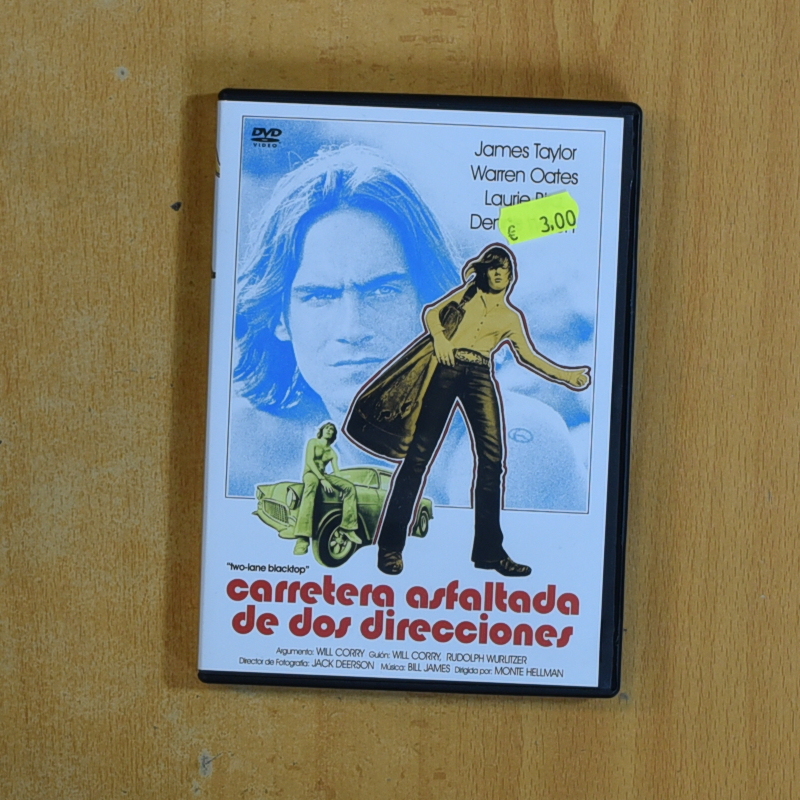 DVD
VIDEO
James Taylor
Warren Oates
Laurie
€ 3.00
"two-lane blacktop"
carretera asfaltada
de dos direcciones
Argumento: WILL CORRY Guión: WILL CORRY, RUDOLPH WURLITZER
Director de Fotografía: JACK DEERSON Música: BILL JAMES Dirigida por: MONTE HELLMAN